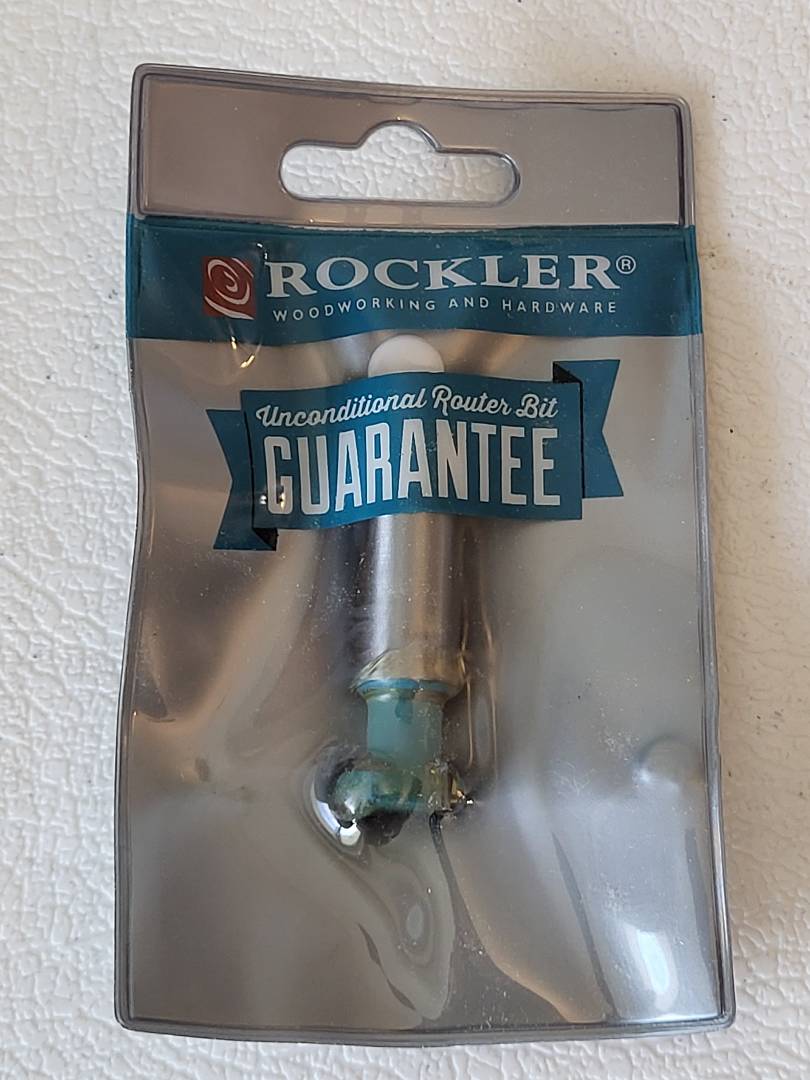 ROCKLER®
WOODWORKING AND HARDWARE
Unconditional Router Bit
GUARANTEE